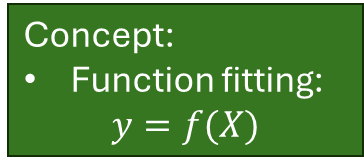 Concept:
• Function fitting:
y = f(X)